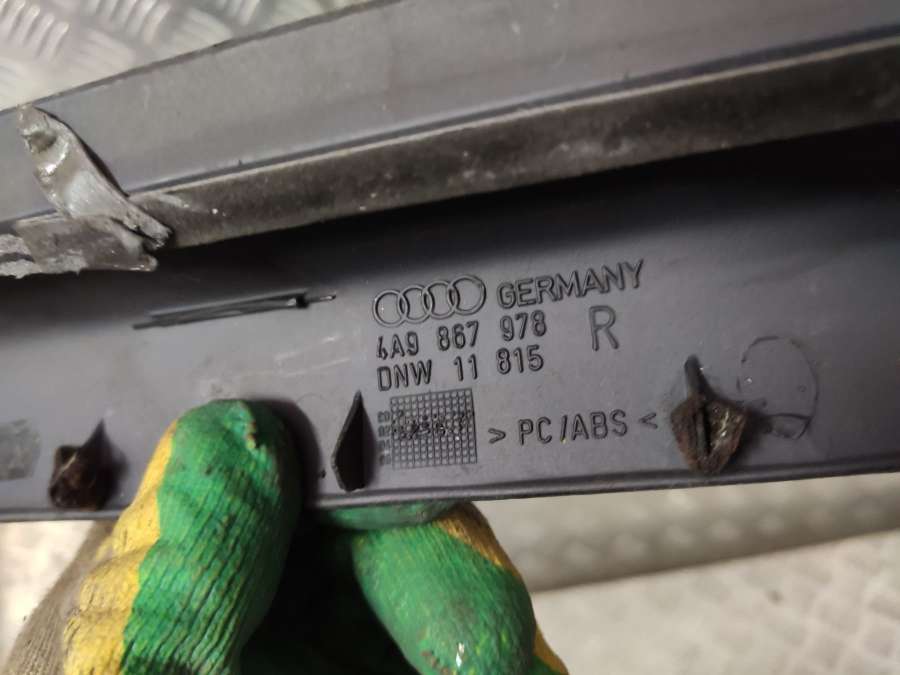 GERMANY
4A9 867 978 R
DNW 11 815
> PC/ABS <